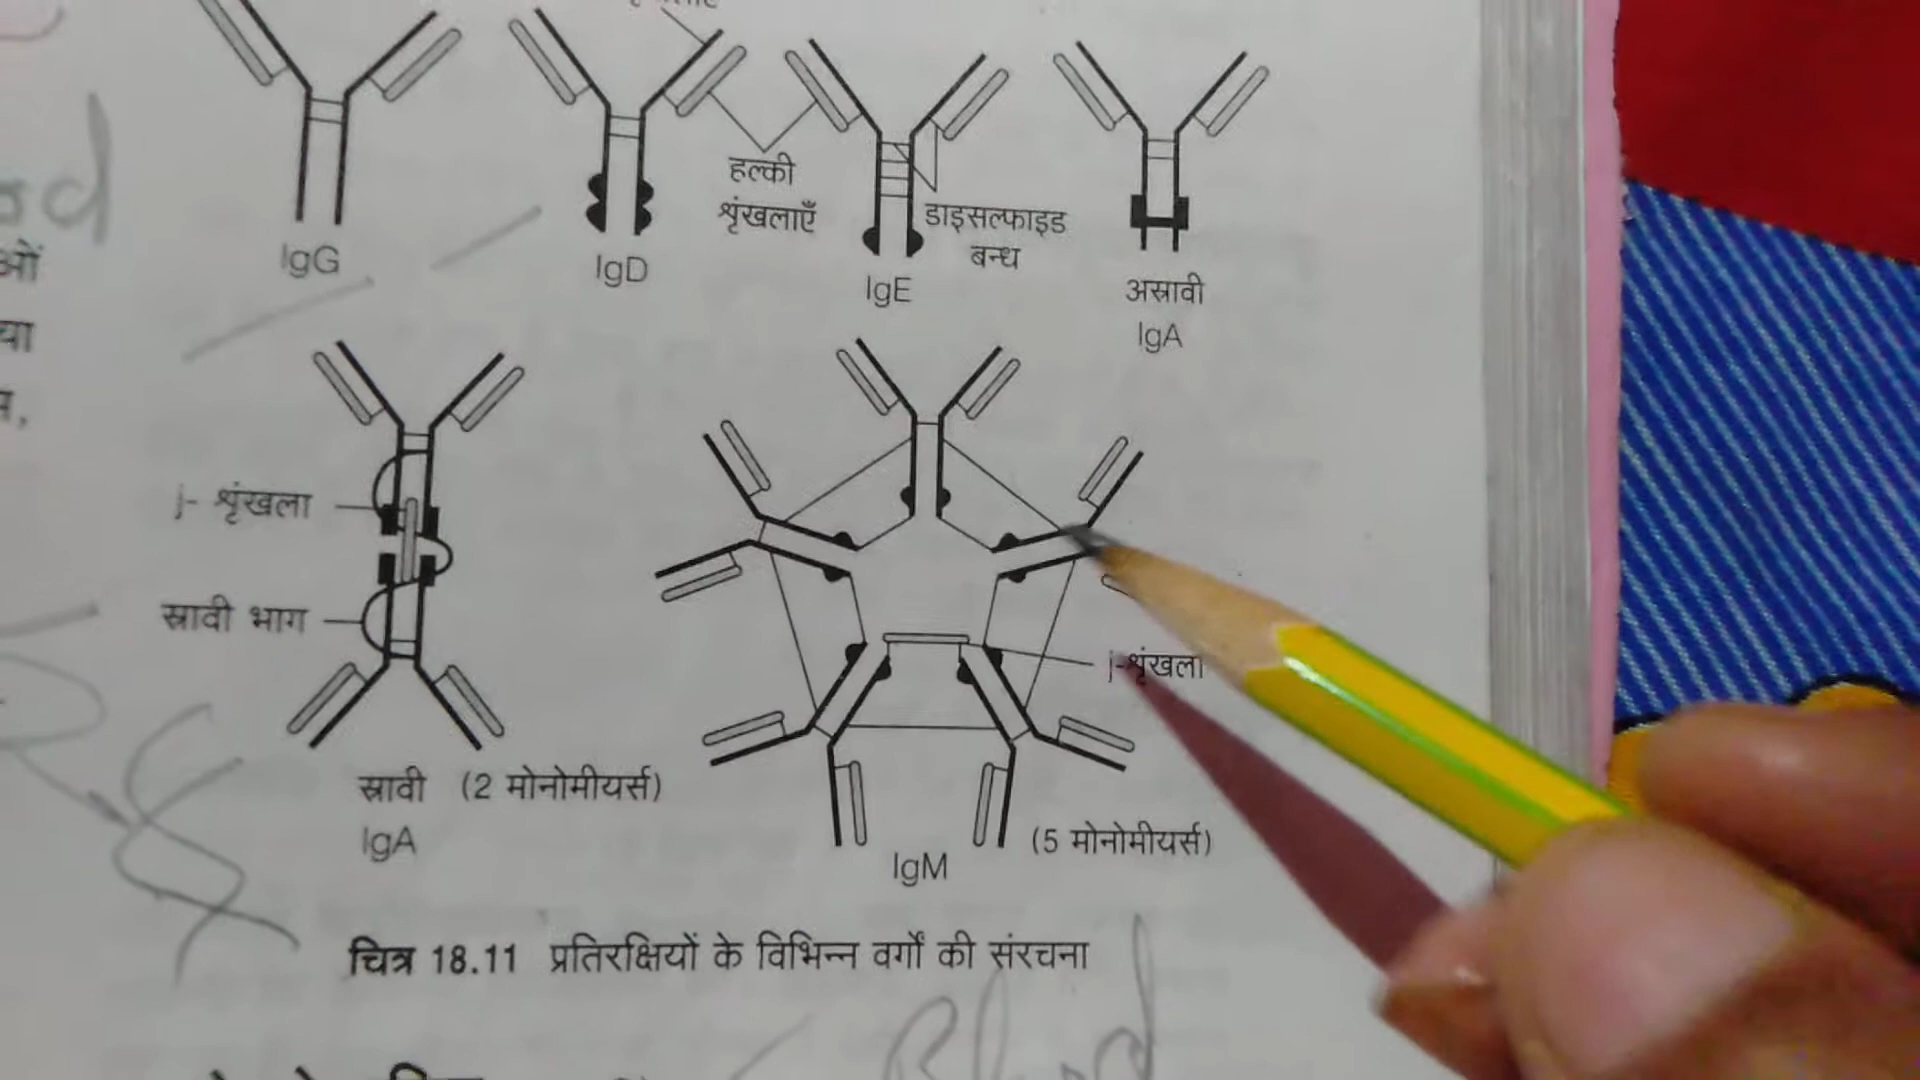 हल्की
श्रृंखलाएँ
डाइसल्फाइड
बन्ध
IgG
IgD
IgE
अस्रावी
IgA
j- श्रृंखला
स्रावी भाग
j-श्रृंखला
स्रावी (2 मोनोमीयर्स)
IgA
(5 मोनोमीयर्स)
IgM
चित्र 18.11 प्रतिरक्षियों के विभिन्न वर्गों की संरचना
Blood